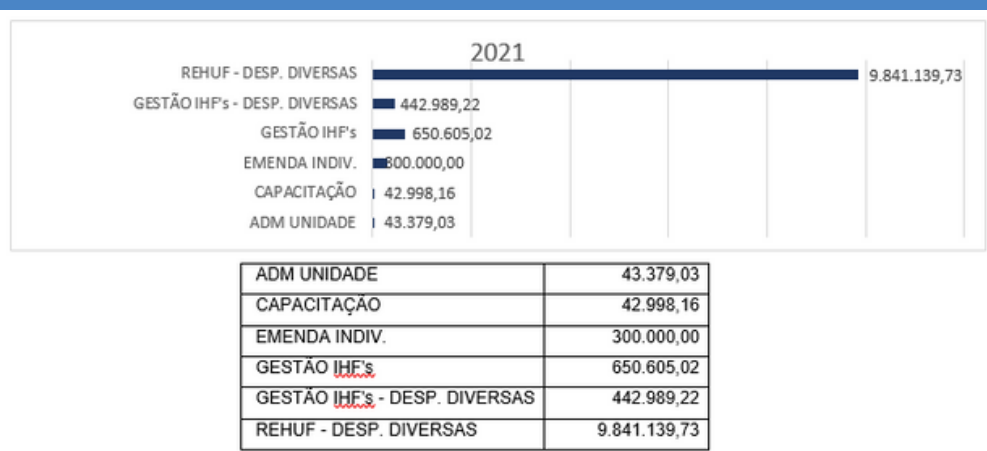 2021
REHUF - DESP. DIVERSAS 9.841.139,73
GESTÃO IHF's - DESP. DIVERSAS 442.989,22
GESTÃO IHF's 650.605,02
EMENDA INDIV. 300.000,00
CAPACITAÇÃO 42.998,16
ADM UNIDADE 43.379,03
ADM UNIDADE 43.379,03
CAPACITAÇÃO 42.998,16
EMENDA INDIV. 300.000,00
GESTÃO IHF's 650.605,02
GESTÃO IHF's - DESP. DIVERSAS 442.989,22
REHUF - DESP. DIVERSAS 9.841.139,73